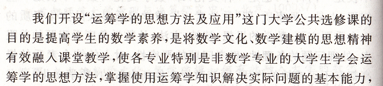 我们开设“运筹学的思想方法及应用”这门大学公共选修课的
目的是提高学生的数学素养,是将数学文化、数学建模的思想精神
有效融入课堂教学,使各专业特别是非数学专业的大学生学会运
筹学的思想方法,掌握使用运筹学知识解决实际问题的基本能力,